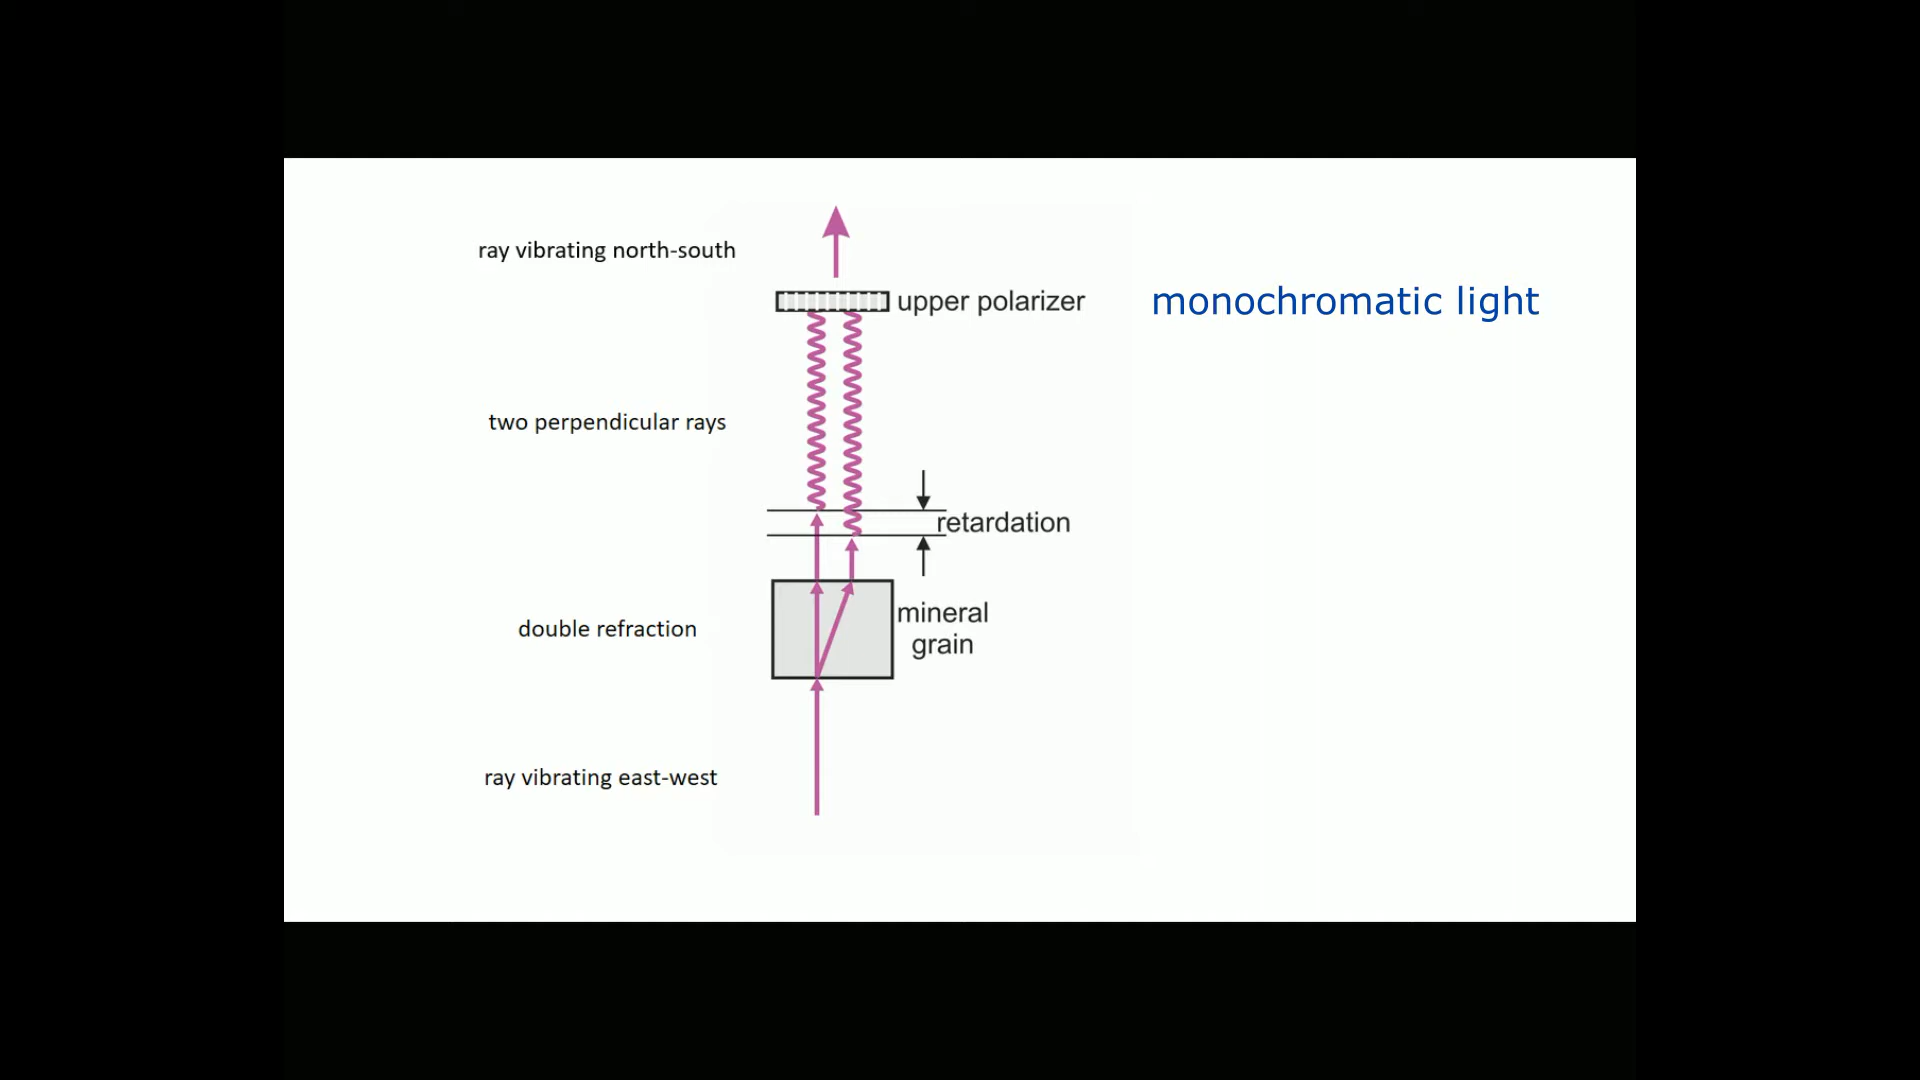 ray vibrating north-south
upper polarizer
monochromatic light
two perpendicular rays
retardation
double refraction
mineral
grain
ray vibrating east-west